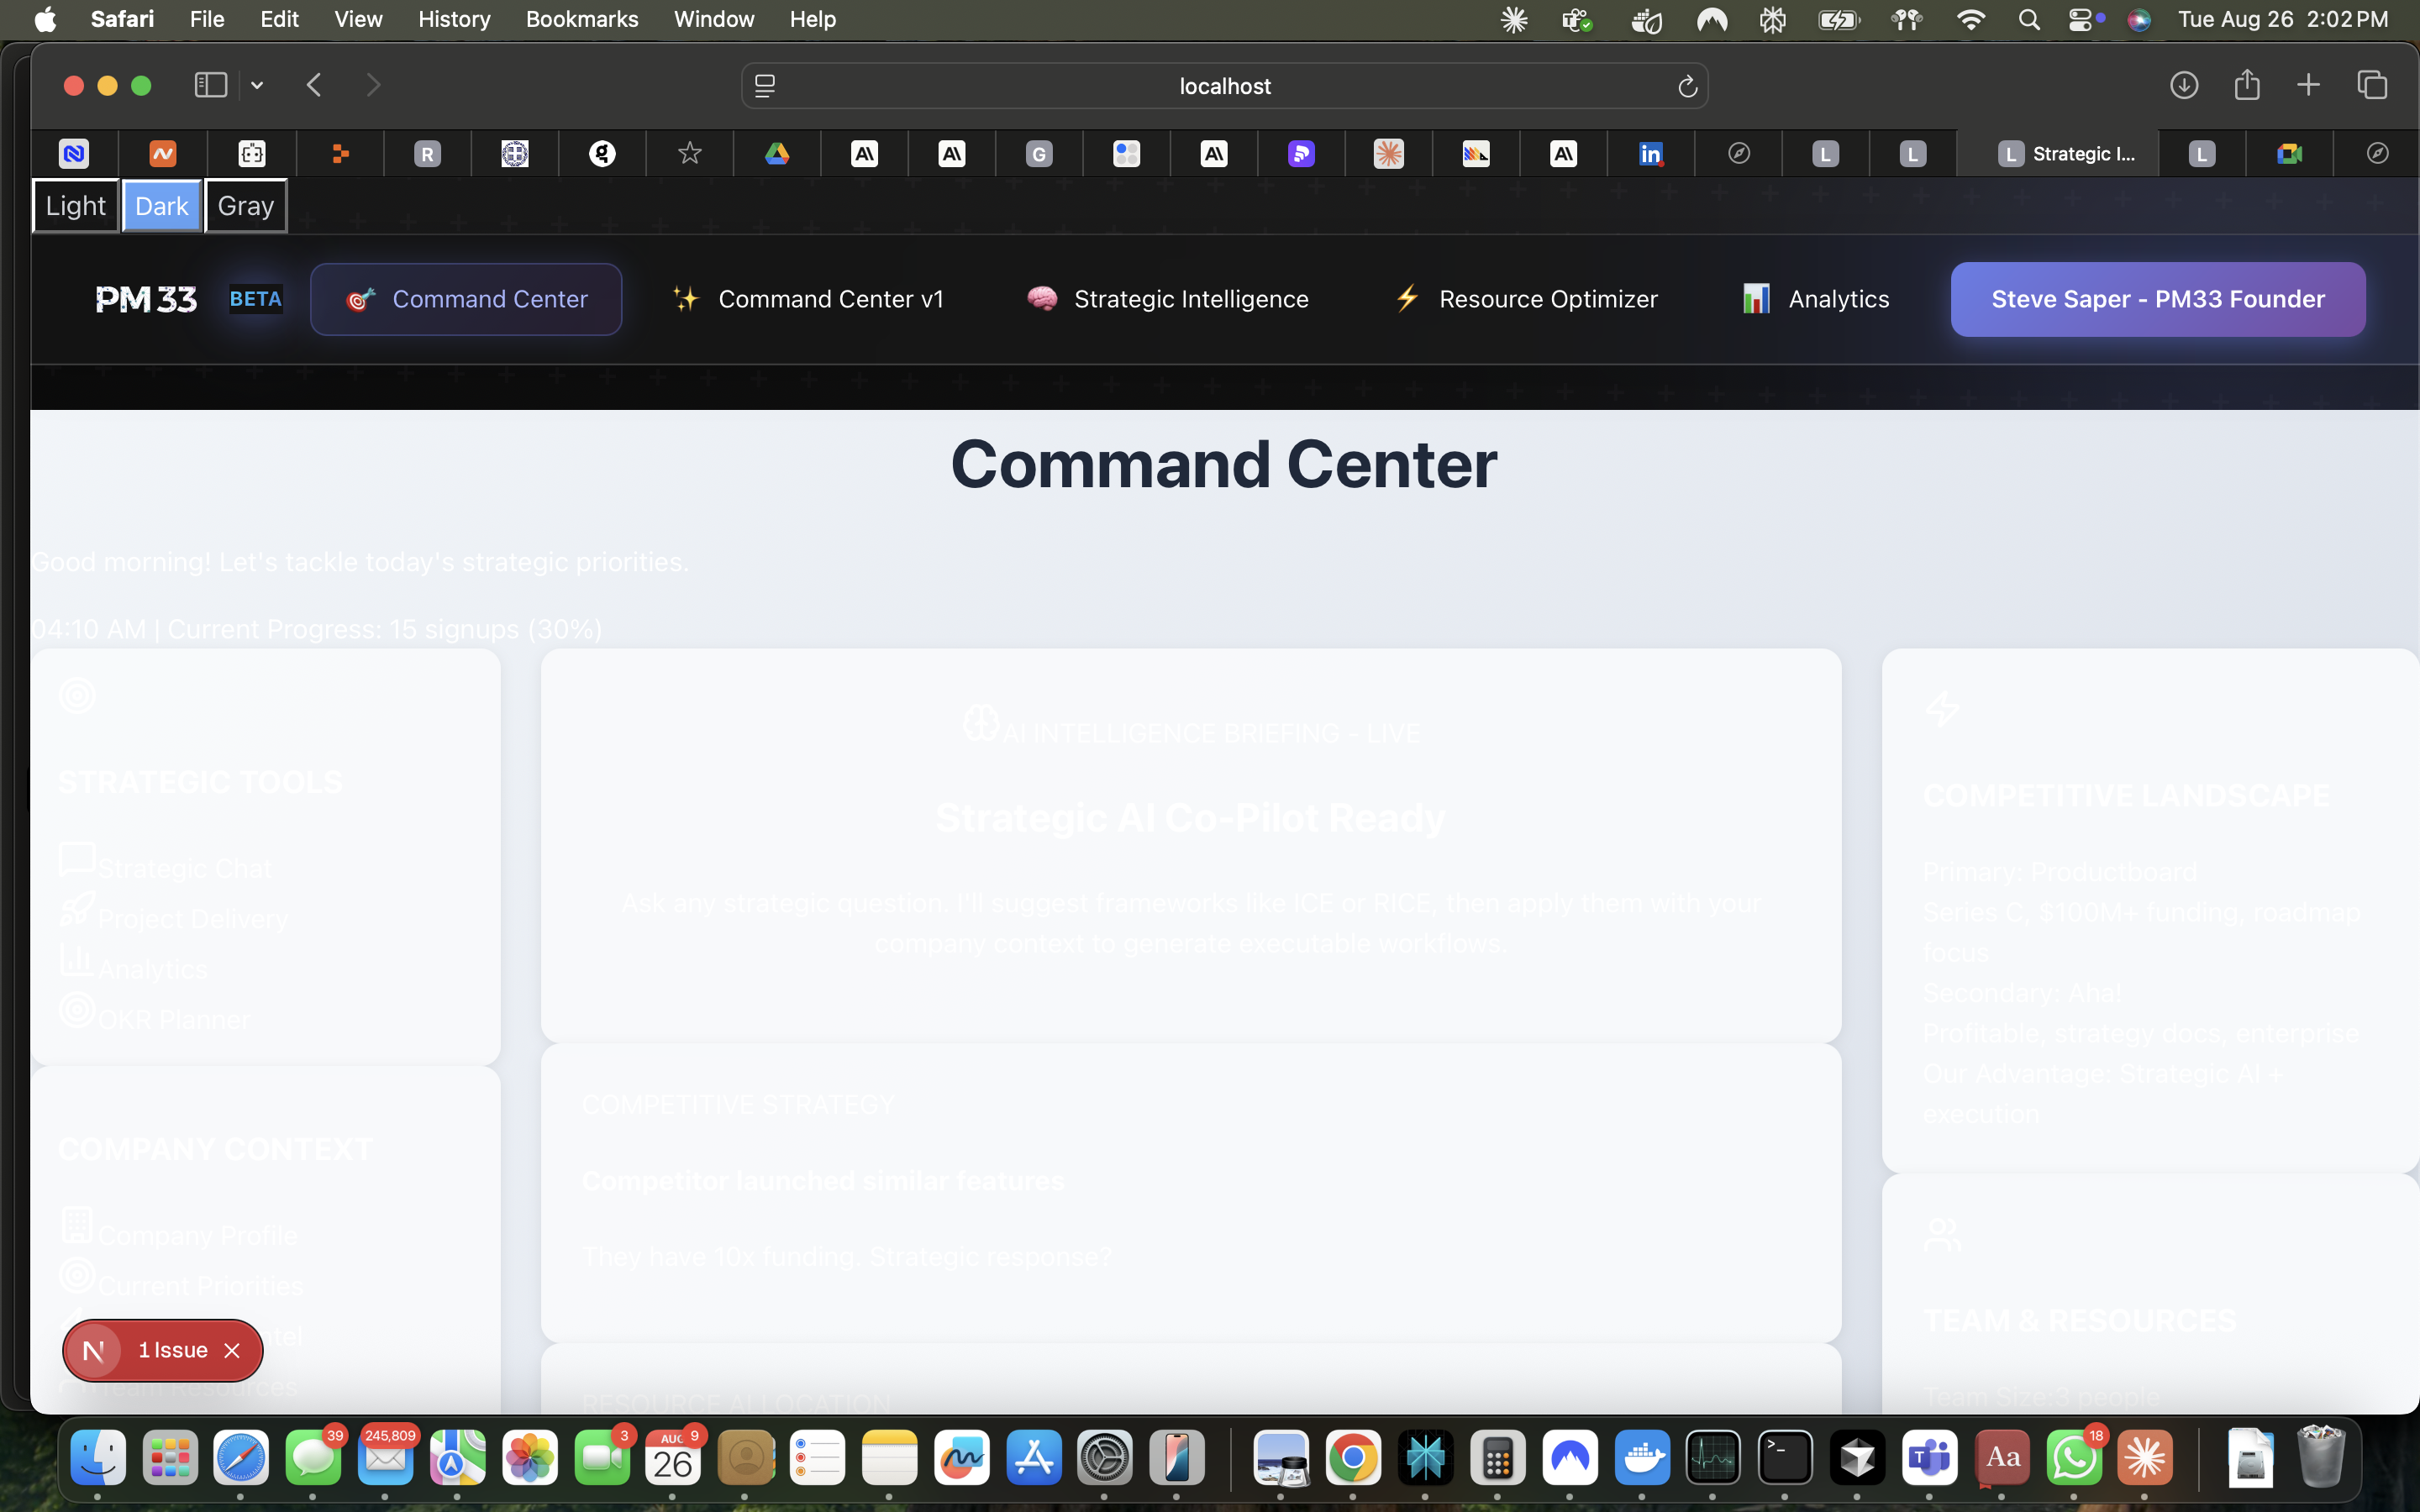 Safari File Edit View History Bookmarks Window Help Tue Aug 26 2:02 PM
localhost
R G L L L Strategic I... L
Light Dark Gray
PM33 BETA Command Center Command Center v1 Strategic Intelligence Resource Optimizer Analytics Steve Saper - PM33 Founder
Command Center
Good morning! Let's tackle today's strategic priorities.
04:10 AM | Current Progress: 15 signups (30%)
STRATEGIC TOOLS
Strategic Chat
Project Delivery
Analytics
OKR Planner
COMPANY CONTEXT
Company Profile
Current Priorities
ntel
Team Resources
N 1 Issue
AI INTELLIGENCE BRIEFING - LIVE
Strategic AI Co-Pilot Ready
Ask any strategic question. I'll suggest frameworks like ICE or RICE, then apply them with your
company context to generate executable workflows.
COMPETITIVE STRATEGY
Competitor launched similar features
They have 10x funding. Strategic response?
RESOURCE ALLOCATION
COMPETITIVE LANDSCAPE
Primary: Productboard
Series C, $100M+ funding, roadmap
focus
Secondary: Aha!
Profitable, strategy docs, enterprise
Our Advantage: Strategic AI +
execution
TEAM & RESOURCES
Team Size: 3 people
39 245,809 3 AUG 9 26 Aa 18